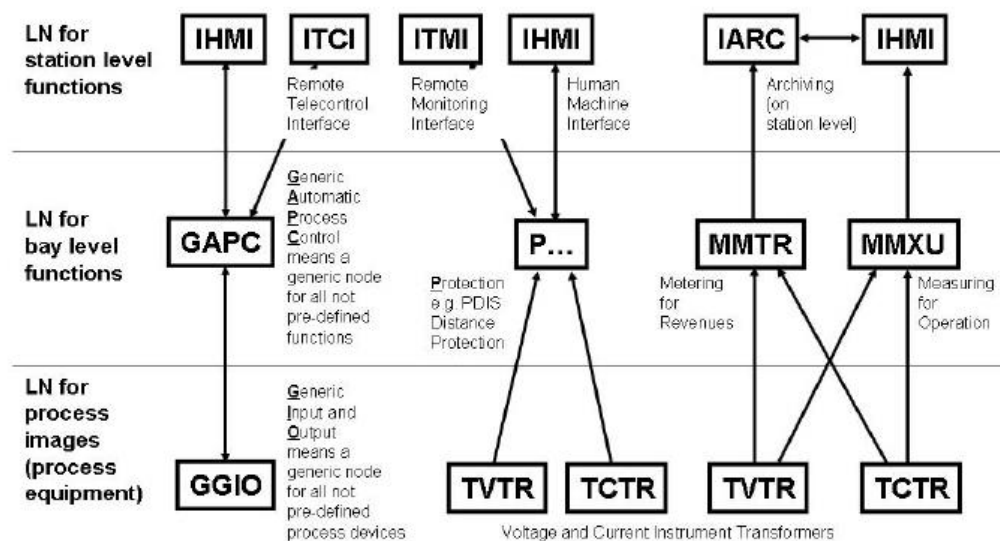 LN for
station level
functions
IHMI
ITCI
ITMI
IHMI
IARC
IHMI
Remote
Telecontrol
Interface
Remote
Monitoring
Interface
Human
Machine
Interface
Archiving
(on
station level)
LN for
bay level
functions
GAPC
Generic
Automatic
Process
Control
means a
generic node
for all not
pre-defined
functions
P...
Protection
e.g. PDIS
Distance
Protection
MMTR
Metering
for
Revenues
MMXU
Measuring
for
Operation
LN for
process
images
(process
equipment)
GGIO
Generic
Input and
Output
means a
generic node
for all not
pre-defined
process devices
TVTR
TCTR
TVTR
TCTR
Voltage and Current Instrument Transformers